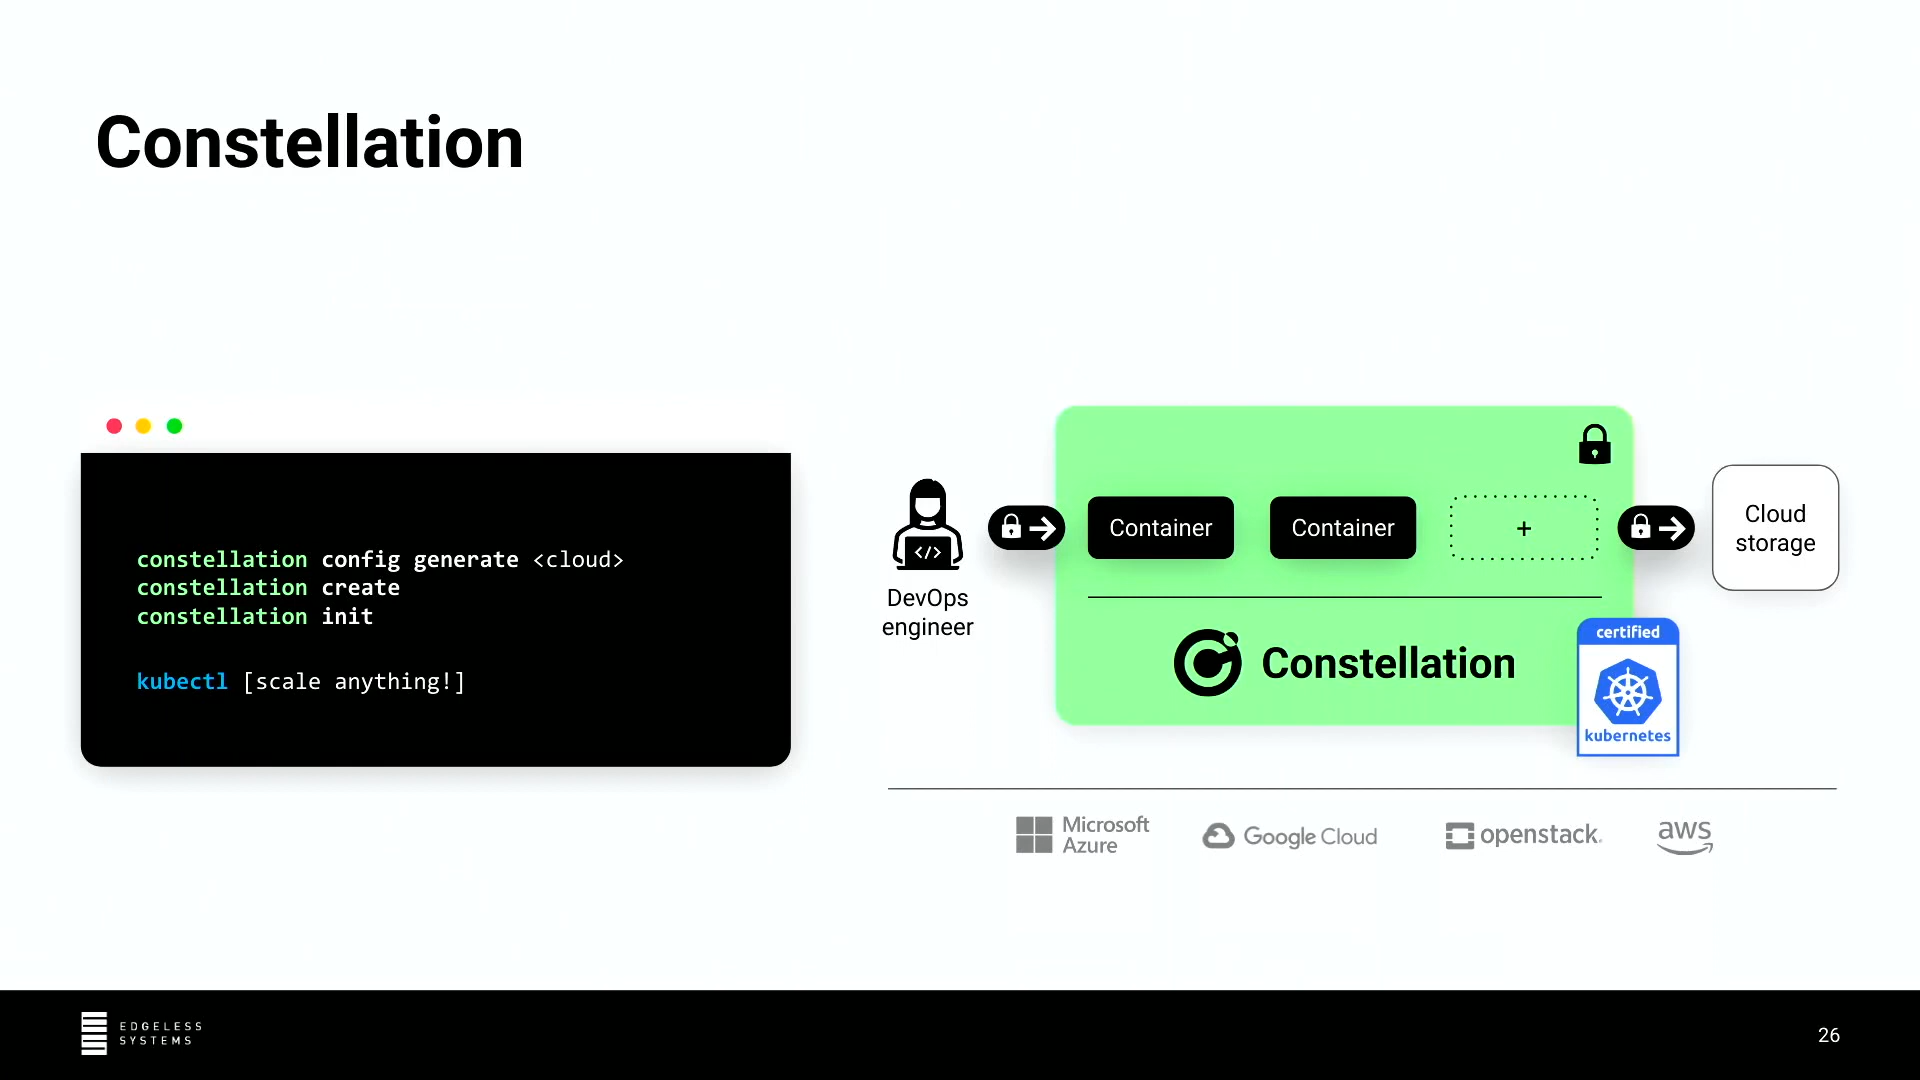 Constellation
constellation config generate <cloud>
constellation create
constellation init
kubectl [scale anything!]
</>
DevOps
engineer
Container
Container
+
Cloud
storage
Constellation
certified
kubernetes
Microsoft
Azure
Google Cloud
openstack.
aws
EDGELESS
SYSTEMS
26